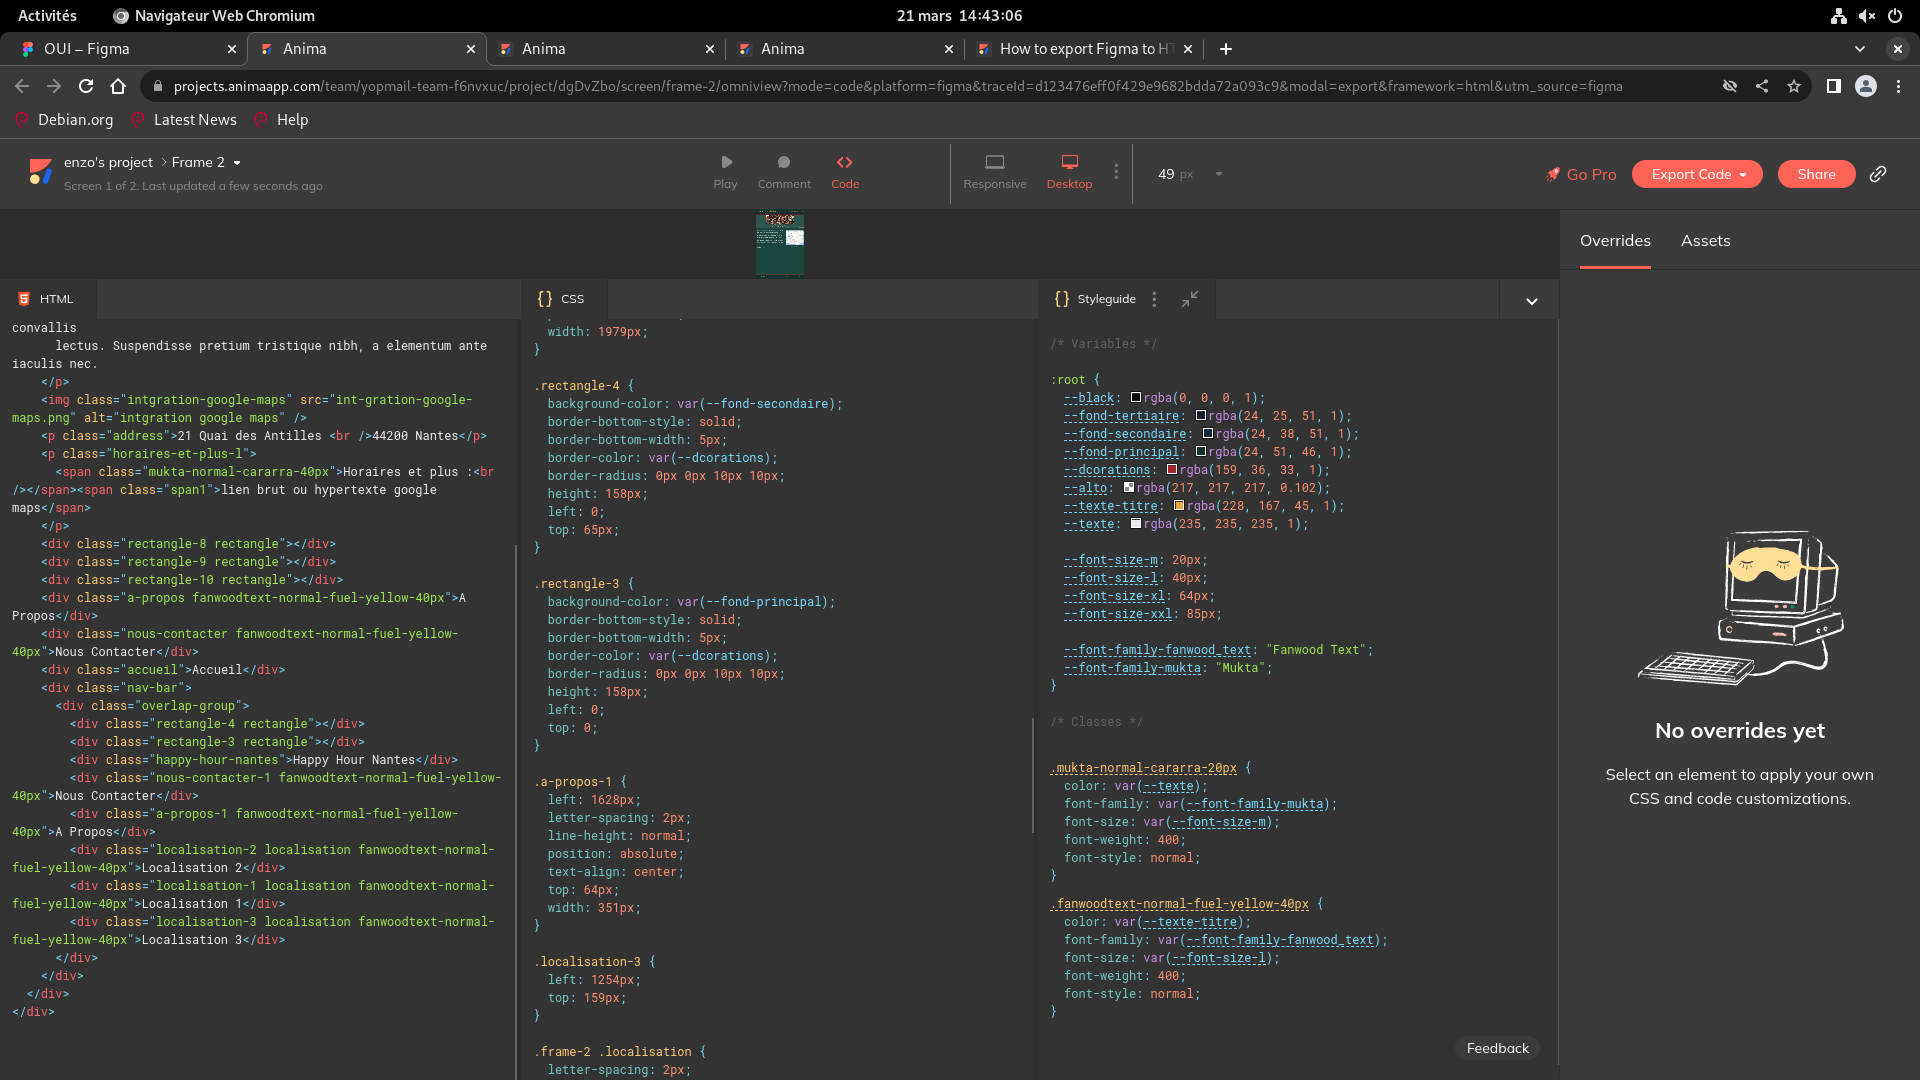 Activités
Navigateur Web Chromium
21 mars 14:43:06
OUI – Figma
Anima
Anima
Anima
How to export Figma to HT
projects.animaapp.com/team/yopmail-team-f6nvxuc/project/dgDvZbo/screen/frame-2/omniview?mode=code&platform=figma&traceId=d123476eff0f429e9682bdda72a093c9&modal=export&framework=html&utm_source=figma
Debian.org
Latest News
Help
enzo's project > Frame 2
Screen 1 of 2. Last updated a few seconds ago
Play
Comment
Code
Responsive
Desktop
49 px
Go Pro
Export Code
Share
Overrides
Assets
HTML
convallis
lectus. Suspendisse pretium tristique nibh, a elementum ante
iaculis nec.
</p>
<img class="intgration-google-maps" src="int-gration-google-
maps.png" alt="intgration google maps" />
<p class="address">21 Quai des Antilles <br />44200 Nantes</p>
<p class="horaires-et-plus-l">
<span class="mukta-normal-cararra-40px">Horaires et plus :<br
/></span><span class="span1">lien brut ou hypertexte google
maps</span>
</p>
<div class="rectangle-8 rectangle"></div>
<div class="rectangle-9 rectangle"></div>
<div class="rectangle-10 rectangle"></div>
<div class="a-propos fanwoodtext-normal-fuel-yellow-40px">A
Propos</div>
<div class="nous-contacter fanwoodtext-normal-fuel-yellow-
40px">Nous Contacter</div>
<div class="accueil">Accueil</div>
<div class="nav-bar">
<div class="overlap-group">
<div class="rectangle-4 rectangle"></div>
<div class="rectangle-3 rectangle"></div>
<div class="happy-hour-nantes">Happy Hour Nantes</div>
<div class="nous-contacter-1 fanwoodtext-normal-fuel-yellow-
40px">Nous Contacter</div>
<div class="a-propos-1 fanwoodtext-normal-fuel-yellow-
40px">A Propos</div>
<div class="localisation-2 localisation fanwoodtext-normal-
fuel-yellow-40px">Localisation 2</div>
<div class="localisation-1 localisation fanwoodtext-normal-
fuel-yellow-40px">Localisation 1</div>
<div class="localisation-3 localisation fanwoodtext-normal-
fuel-yellow-40px">Localisation 3</div>
</div>
</div>
</div>
</div>
{} CSS
width: 1979px;
}
.rectangle-4 {
background-color: var(--fond-secondaire);
border-bottom-style: solid;
border-bottom-width: 5px;
border-color: var(--dcorations);
border-radius: 0px 0px 10px 10px;
height: 158px;
left: 0;
top: 65px;
}
.rectangle-3 {
background-color: var(--fond-principal);
border-bottom-style: solid;
border-bottom-width: 5px;
border-color: var(--dcorations);
border-radius: 0px 0px 10px 10px;
height: 158px;
left: 0;
top: 0;
}
.a-propos-1 {
left: 1628px;
letter-spacing: 2px;
line-height: normal;
position: absolute;
text-align: center;
top: 64px;
width: 351px;
}
.localisation-3 {
left: 1254px;
top: 159px;
}
.frame-2 .localisation {
letter-spacing: 2px;
{} Styleguide
/* Variables */
:root {
--black: rgba(0, 0, 0, 1);
--fond-tertiaire: rgba(24, 25, 51, 1);
--fond-secondaire: rgba(24, 38, 51, 1);
--fond-principal: rgba(24, 51, 46, 1);
--dcorations: rgba(159, 36, 33, 1);
--alto: rgba(217, 217, 217, 0.102);
--texte-titre: rgba(228, 167, 45, 1);
--texte: rgba(235, 235, 235, 1);
--font-size-m: 20px;
--font-size-l: 40px;
--font-size-xl: 64px;
--font-size-xxl: 85px;
--font-family-fanwood_text: "Fanwood Text";
--font-family-mukta: "Mukta";
}
/* Classes */
.mukta-normal-cararra-20px {
color: var(--texte);
font-family: var(--font-family-mukta);
font-size: var(--font-size-m);
font-weight: 400;
font-style: normal;
}
.fanwoodtext-normal-fuel-yellow-40px {
color: var(--texte-titre);
font-family: var(--font-family-fanwood_text);
font-size: var(--font-size-l);
font-weight: 400;
font-style: normal;
}
Feedback
No overrides yet
Select an element to apply your own
CSS and code customizations.